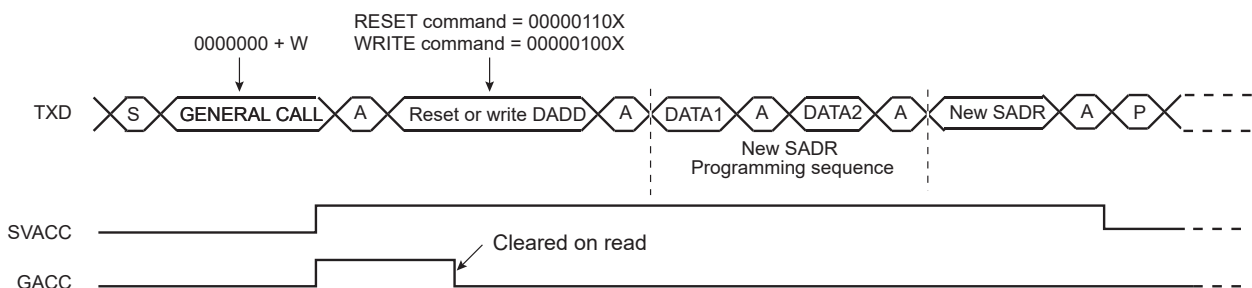 RESET command = 00000110X
0000000 + W
WRITE command = 00000100X
TXD
S
GENERAL CALL
A
Reset or write DADD
A
DATA1
A
DATA2
A
New SADR
A
P
New SADR
Programming sequence
SVACC
Cleared on read
GACC